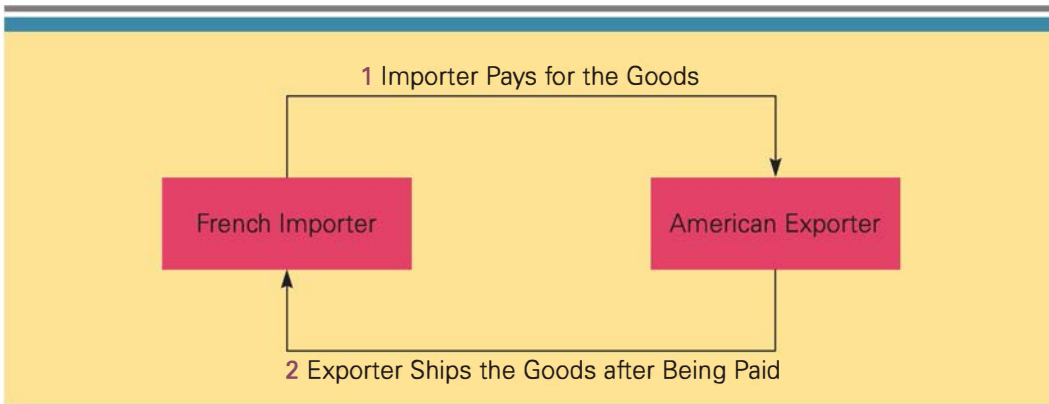 1 Importer Pays for the Goods
French Importer
American Exporter
2 Exporter Ships the Goods after Being Paid